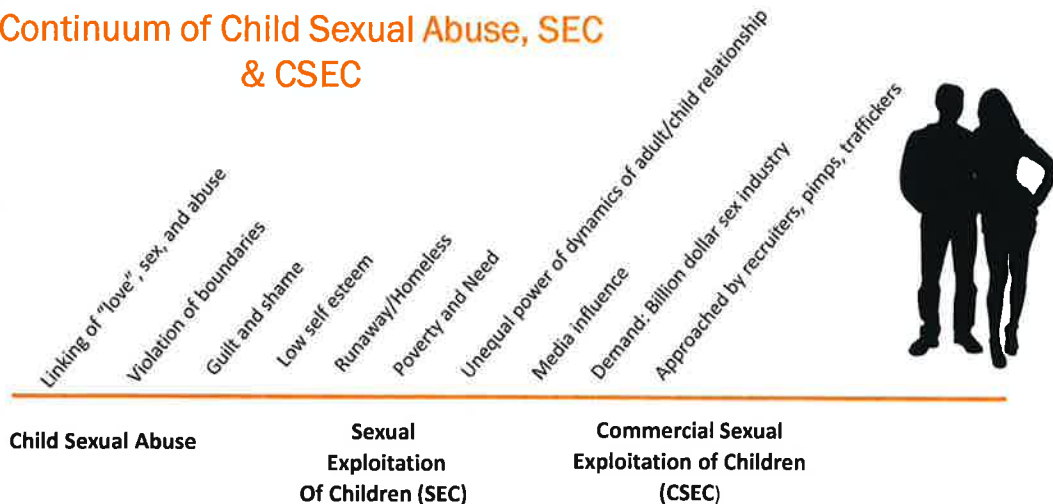 Continuum of Child Sexual Abuse, SEC
& CSEC
Linking of "love", sex, and abuse
Violation of boundaries
Guilt and shame
Low self esteem
Runaway/Homeless
Poverty and Need
Unequal power of dynamics of adult/child relationship
Media influence
Demand: Billion dollar sex industry
Approached by recruiters, pimps, traffickers
Child Sexual Abuse
Sexual
Exploitation
Of Children (SEC)
Commercial Sexual
Exploitation of Children
(CSEC)